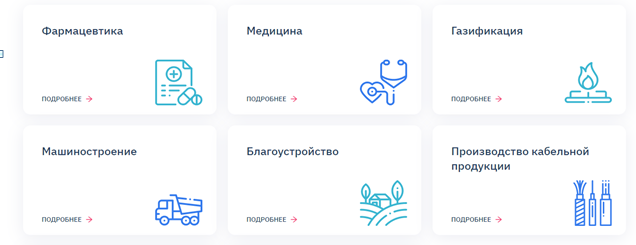 Фармацевтика
Медицина
Газификация
ПОДРОБНЕЕ
ПОДРОБНЕЕ
ПОДРОБНЕЕ
Машиностроение
Благоустройство
Производство кабельной
продукции
ПОДРОБНЕЕ
ПОДРОБНЕЕ
ПОДРОБНЕЕ